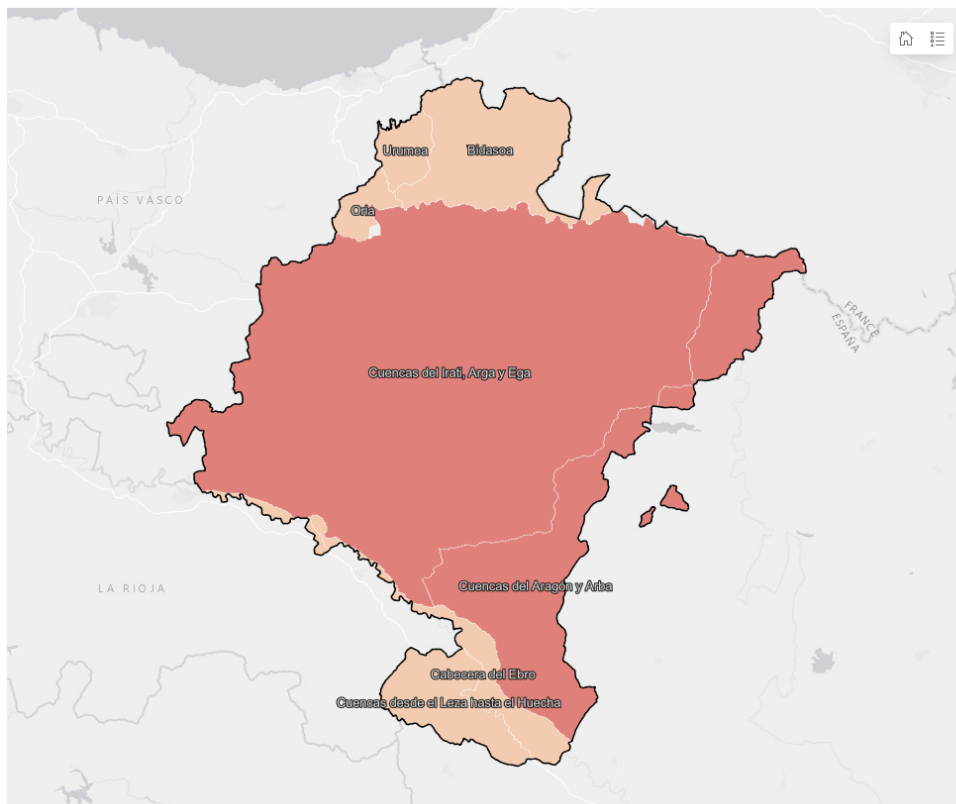 Urumea
Bidasoa
PAÍS VASCO
Oria
FRANCE
ESPAÑA
Cuencas del Irati, Arga y Ega
Cuencas del Aragón y Arba
LA RIOJA
Cabecera del Ebro
Cuencas desde el Leza hasta el Huecha